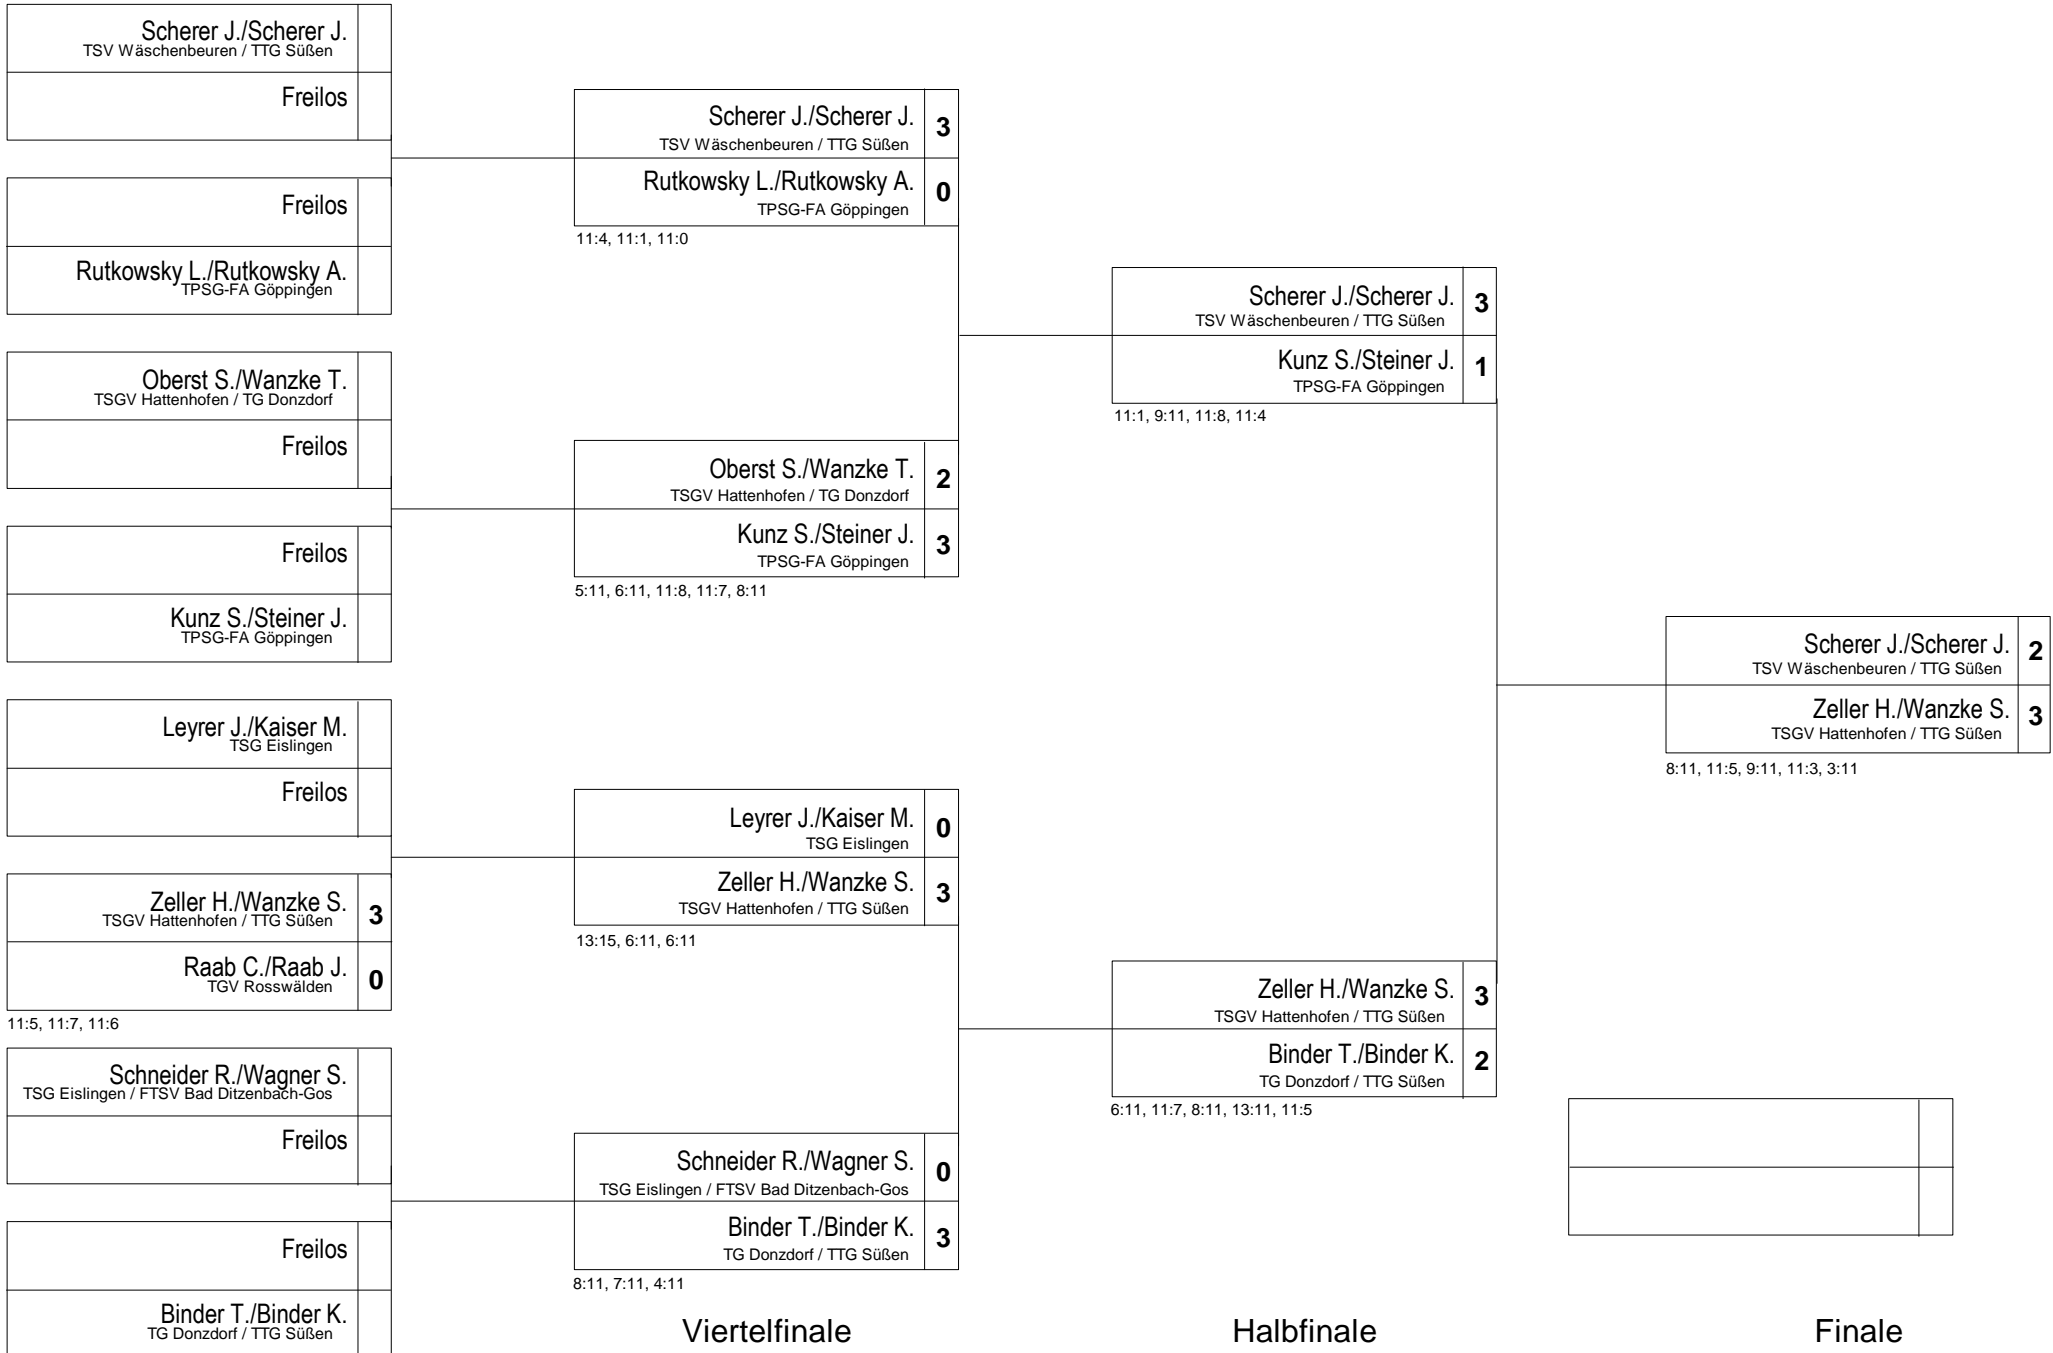 Scherer J./Scherer J.
TSV Wäschenbeuren / TTG Süßen
Freilos
Freilos
Rutkowsky L./Rutkowsky A.
TPSG-FA Göppingen
Oberst S./Wanzke T.
TSGV Hattenhofen / TG Donzdorf
Freilos
Freilos
Kunz S./Steiner J.
TPSG-FA Göppingen
Leyrer J./Kaiser M.
TSG Eislingen
Freilos
Zeller H./Wanzke S. 3
TSGV Hattenhofen / TTG Süßen
Raab C./Raab J. 0
TGV Rosswälden
11:5, 11:7, 11:6
Schneider R./Wagner S.
TSG Eislingen / FTSV Bad Ditzenbach-Gos
Freilos
Freilos
Binder T./Binder K.
TG Donzdorf / TTG Süßen
Scherer J./Scherer J. 3
TSV Wäschenbeuren / TTG Süßen
Rutkowsky L./Rutkowsky A. 0
TPSG-FA Göppingen
11:4, 11:1, 11:0
Oberst S./Wanzke T. 2
TSGV Hattenhofen / TG Donzdorf
Kunz S./Steiner J. 3
TPSG-FA Göppingen
5:11, 6:11, 11:8, 11:7, 8:11
Leyrer J./Kaiser M. 0
TSG Eislingen
Zeller H./Wanzke S. 3
TSGV Hattenhofen / TTG Süßen
13:15, 6:11, 6:11
Schneider R./Wagner S. 0
TSG Eislingen / FTSV Bad Ditzenbach-Gos
Binder T./Binder K. 3
TG Donzdorf / TTG Süßen
8:11, 7:11, 4:11
Viertelfinale
Scherer J./Scherer J. 3
TSV Wäschenbeuren / TTG Süßen
Kunz S./Steiner J. 1
TPSG-FA Göppingen
11:1, 9:11, 11:8, 11:4
Zeller H./Wanzke S. 3
TSGV Hattenhofen / TTG Süßen
Binder T./Binder K. 2
TG Donzdorf / TTG Süßen
6:11, 11:7, 8:11, 13:11, 11:5
Halbfinale
Scherer J./Scherer J. 2
TSV Wäschenbeuren / TTG Süßen
Zeller H./Wanzke S. 3
TSGV Hattenhofen / TTG Süßen
8:11, 11:5, 9:11, 11:3, 3:11
Finale